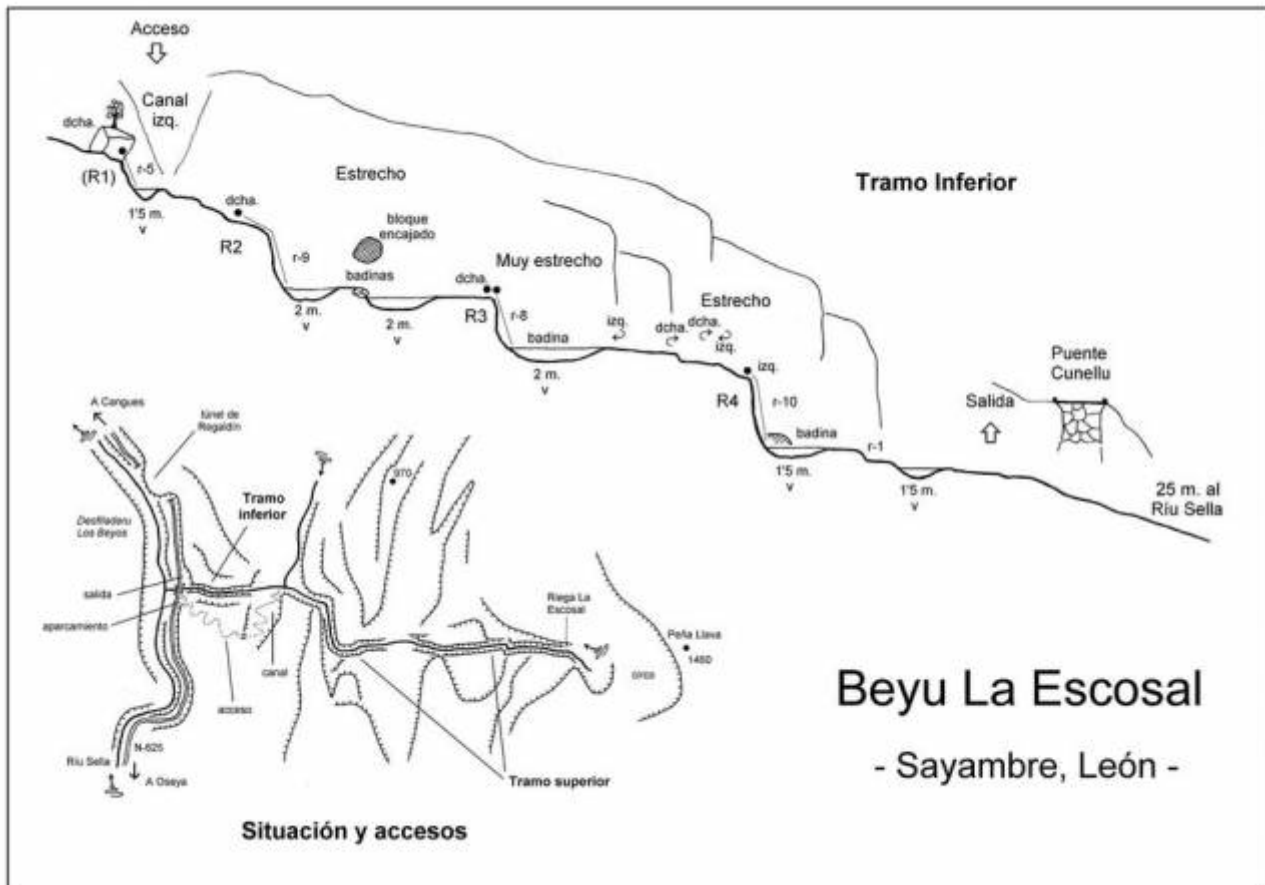 Acceso
Canal
izq.
dcha.
(R1)
r-5
1'5 m.
v
dcha.
R2
r-9
Estrecho
bloque
encajado
badinas
2 m.
v
2 m.
v
dcha.
R3
r-8
Muy estrecho
badina
2 m.
v
izq.
dcha.
Estrecho
dcha.
izq.
izq.
R4
r-10
badina
1'5 m.
v
r-1
1'5 m.
v
Tramo Inferior
Salida
Puente
Cunellu
25 m. al
Ríu Sella
A Cangues
túnel de
Regaldín
Desfiladeru
Los Beyos
Tramo
inferior
970
salida
aparcamiento
acceso
canal
Riega La
Escosal
Peña Llava
1460
N-625
Ríu Sella
A Oseya
Tramo superior
Situación y accesos
Beyu La Escosal
- Sayambre, León -